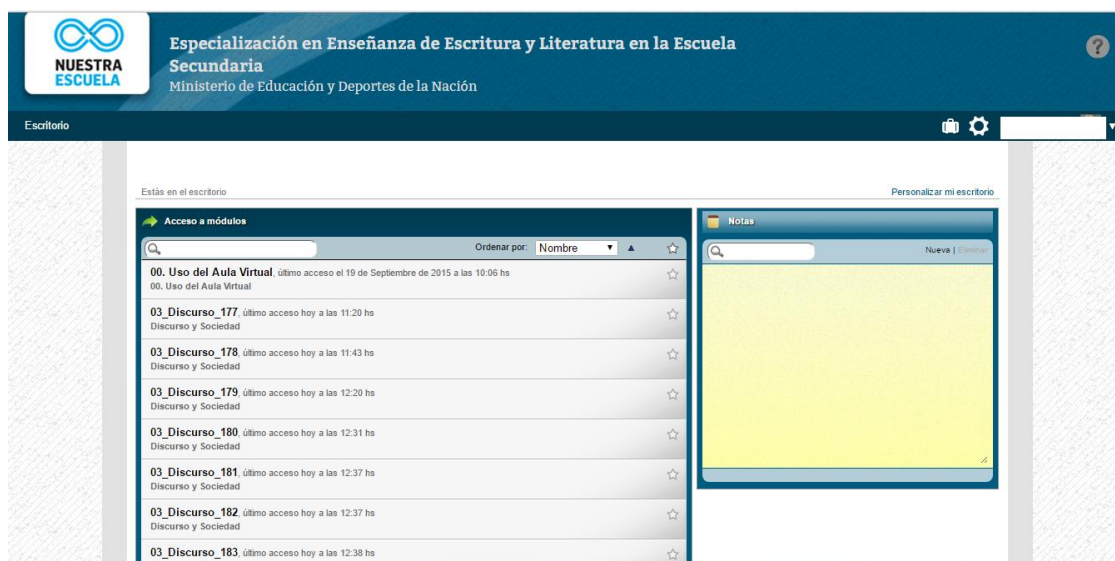 NUESTRA
ESCUELA
Especialización en Enseñanza de Escritura y Literatura en la Escuela
Secundaria
Ministerio de Educación y Deportes de la Nación
?
Escritorio
Estás en el escritorio
Personalizar mi escritorio
Acceso a módulos
Ordenar por: Nombre
00. Uso del Aula Virtual, último acceso el 19 de Septiembre de 2015 a las 10:06 hs
00. Uso del Aula Virtual
03_Discurso_177, último acceso hoy a las 11:20 hs
Discurso y Sociedad
03_Discurso_178, último acceso hoy a las 11:43 hs
Discurso y Sociedad
03_Discurso_179, último acceso hoy a las 12:20 hs
Discurso y Sociedad
03_Discurso_180, último acceso hoy a las 12:31 hs
Discurso y Sociedad
03_Discurso_181, último acceso hoy a las 12:37 hs
Discurso y Sociedad
03_Discurso_182, último acceso hoy a las 12:37 hs
Discurso y Sociedad
03_Discurso_183, último acceso hoy a las 12:38 hs
Notas
Nueva | Eliminar